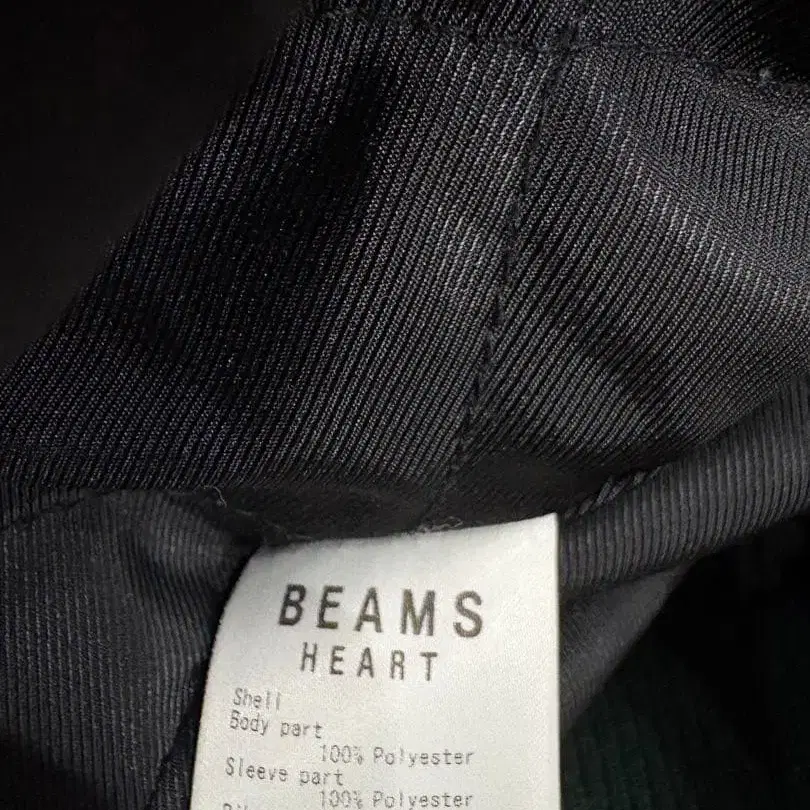 BEAMS
HEART
Shell
Body part
100% Polyester
Sleeve part
100% Polyester